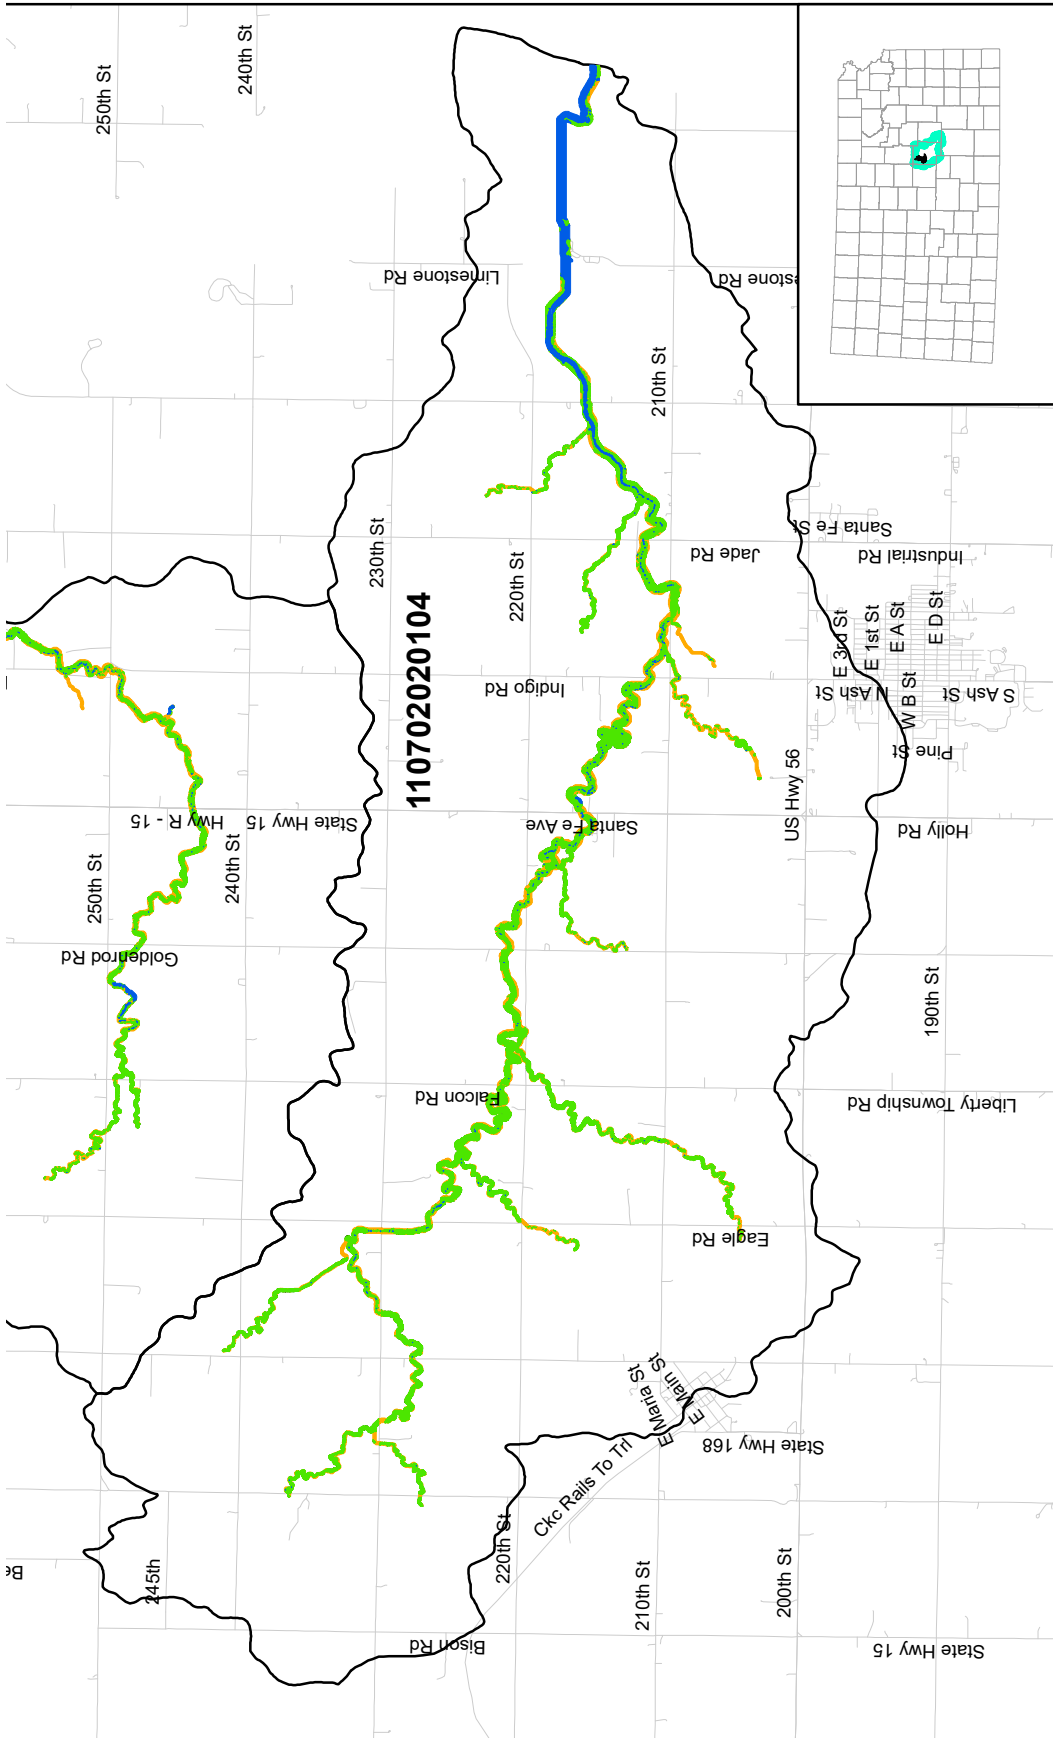 250th St
240th St
Limestone Rd
stone Rd
210th St
230th St
220th St
Jade Rd
Santa Fe St
Industrial Rd
11070202104
Indigo Rd
E 3rd St
E 1st St
E A St
E D St
N Ash St
S Ash St
W B St
Pine St
US Hwy 56
Hwy R - 15
State Hwy 15
Santa Fe Ave
Holly Rd
250th St
240th St
Goldenrod Rd
190th St
Falcon Rd
Liberty Township Rd
Eagle Rd
E Maria St
E Main St
State Hwy 168
Ckc Rails To Trl
220th St
245th
Be
210th St
200th St
Bison Rd
State Hwy 15